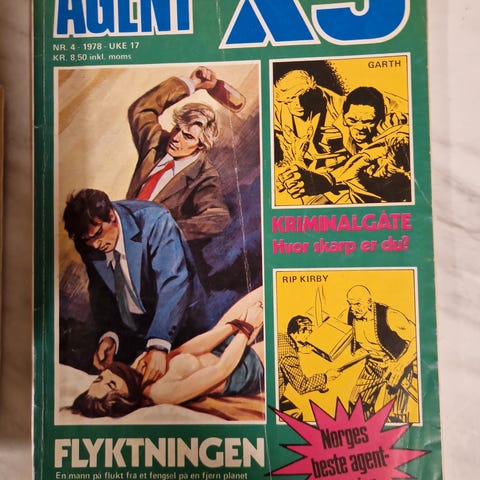 AGENT X9
NR. 4 - 1978 - UKE 17
KR. 8,50 inkl. moms
GARTH
KRIMINALGÅTE
Hvor skarp er du?
RIP KIRBY
FLYKTNINGEN
En mann på flukt fra et fengsel på en fjern planet
Norges
beste agent-